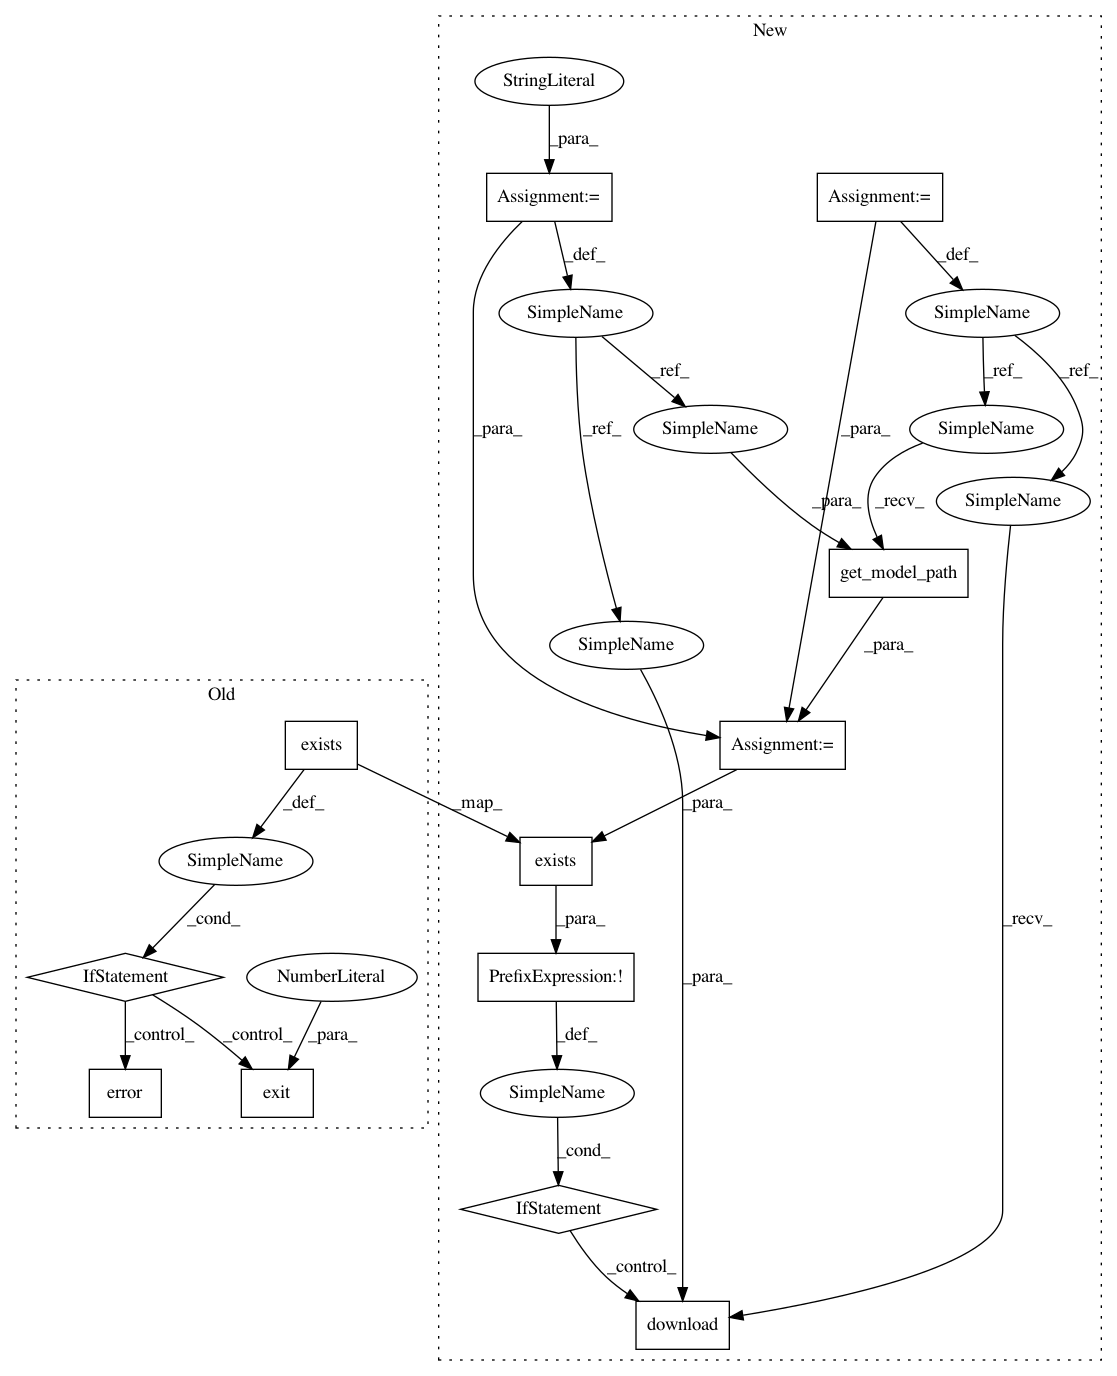 New
StringLiteral
_para_
Assignment:=
Assignment:=
_def_
_def_
SimpleName
SimpleName
_ref_
_ref_
_ref_
_para_
_ref_
_para_
SimpleName
SimpleName
SimpleName
_para_
_recv_
get_model_path
SimpleName
_para_
Old
exists
Assignment:=
_def_
_map_
_para_
SimpleName
exists
_cond_
_para_
_recv_
IfStatement
NumberLiteral
PrefixExpression:!
_para_
_control_
_control_
_para_
_def_
error
exit
SimpleName
_cond_
IfStatement
_control_
download